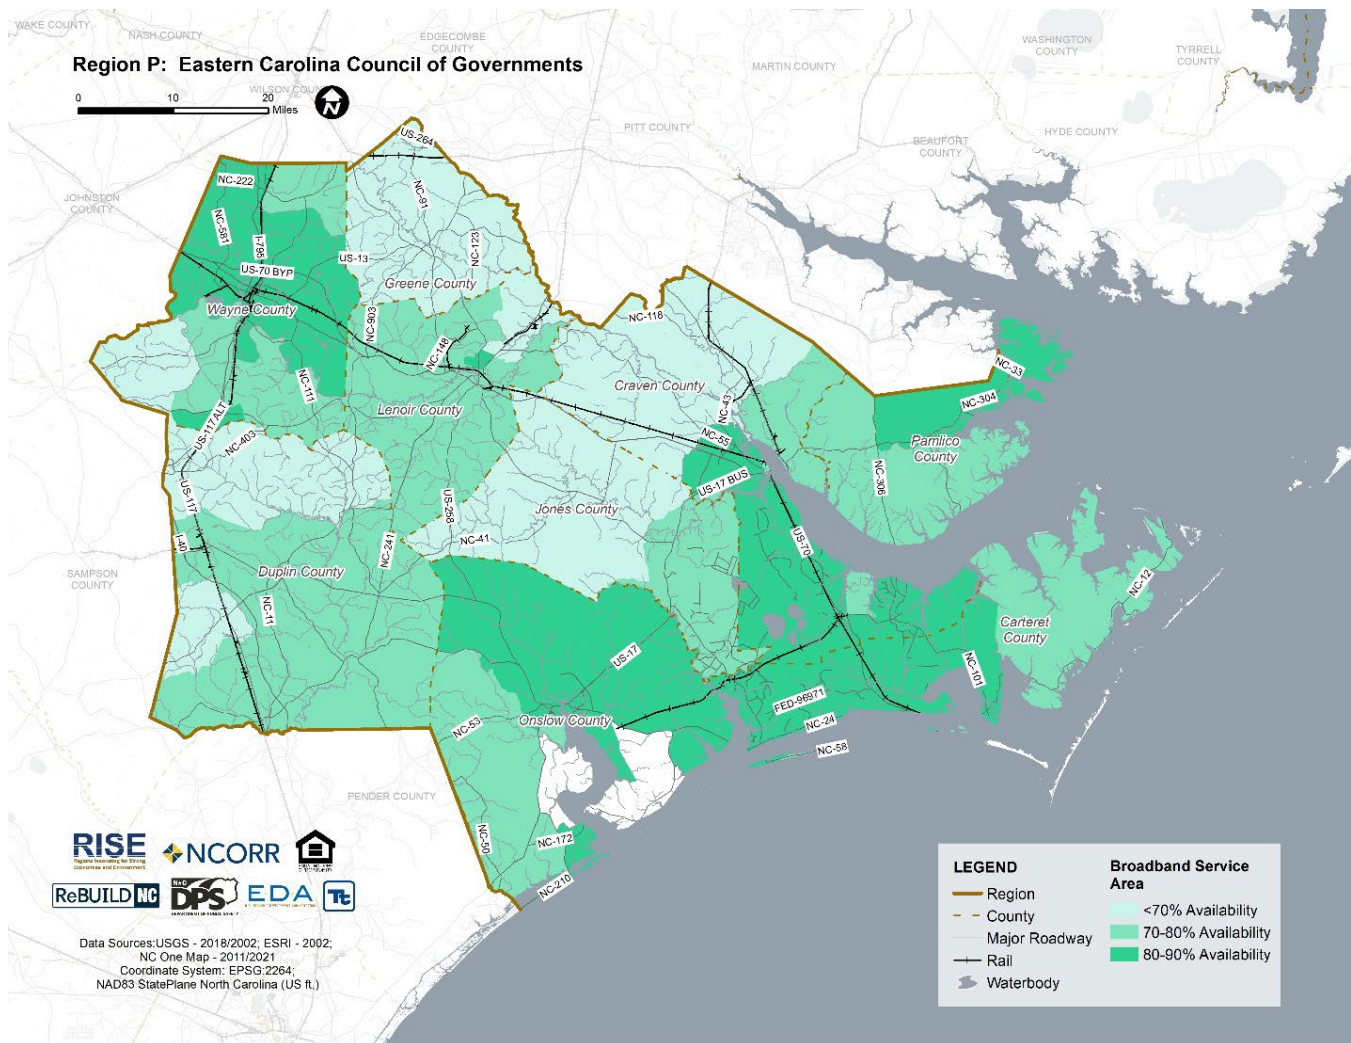 WAKE COUNTY
NASH COUNTY
EDGECOMBE
COUNTY
WASHINGTON
COUNTY
TYRRELL
COUNTY
MARTIN COUNTY
Region P: Eastern Carolina Council of Governments
WILSON COUNTY
0 10 20
Miles
N
PITT COUNTY
HYDE COUNTY
BEAUFORT
COUNTY
JOHNSTON
COUNTY
US-264
NC-222
NC-91
NC-581
I-795
NC-123
US-13
US-70 BYP
Greene County
Wayne County
NC-903
NC-118
NC-148
NC-33
NC-111
Craven County
NC-304
NC-43
Lenoir County
US-117 ALT
NC-403
NC-55
Pamlico
County
NC-306
US-17 BUS
US-117
US-258
Jones County
NC-41
US-70
I-40
NC-241
SAMPSON
COUNTY
Duplin County
NC-12
NC-11
Carteret
County
US-17
NC-101
FED-96971
Onslow County
NC-24
NC-53
NC-58
PENDER COUNTY
NC-50
NC-172
NC-210
RISE
NCORR
ReBUILD NC
DPS
EDA
Data Sources:USGS - 2018/2002; ESRI - 2002;
NC One Map - 2011/2021
Coordinate System: EPSG:2264;
NAD83 StatePlane North Carolina (US ft.)
LEGEND
Region
County
Major Roadway
Rail
Waterbody
Broadband Service
Area
<70% Availability
70-80% Availability
80-90% Availability